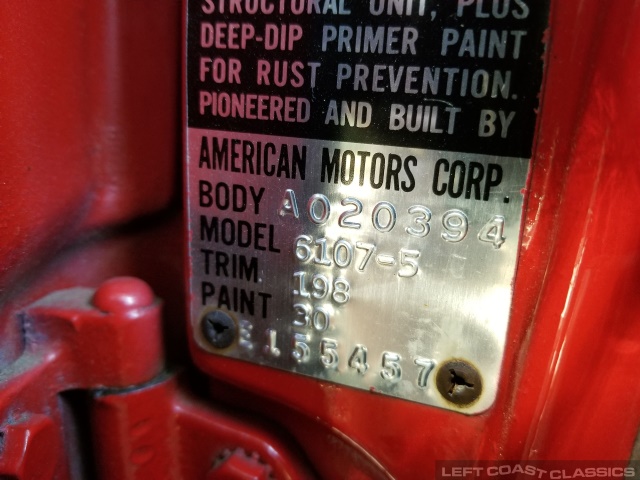 STRUCTURAL UNIT, PLUS
DEEP-DIP PRIMER PAINT
FOR RUST PREVENTION.
PIONEERED AND BUILT BY
AMERICAN MOTORS CORP.
BODY A020394
MODEL 6107-5
TRIM 198
PAINT 30
E155457
LEFT COAST CLASSICS